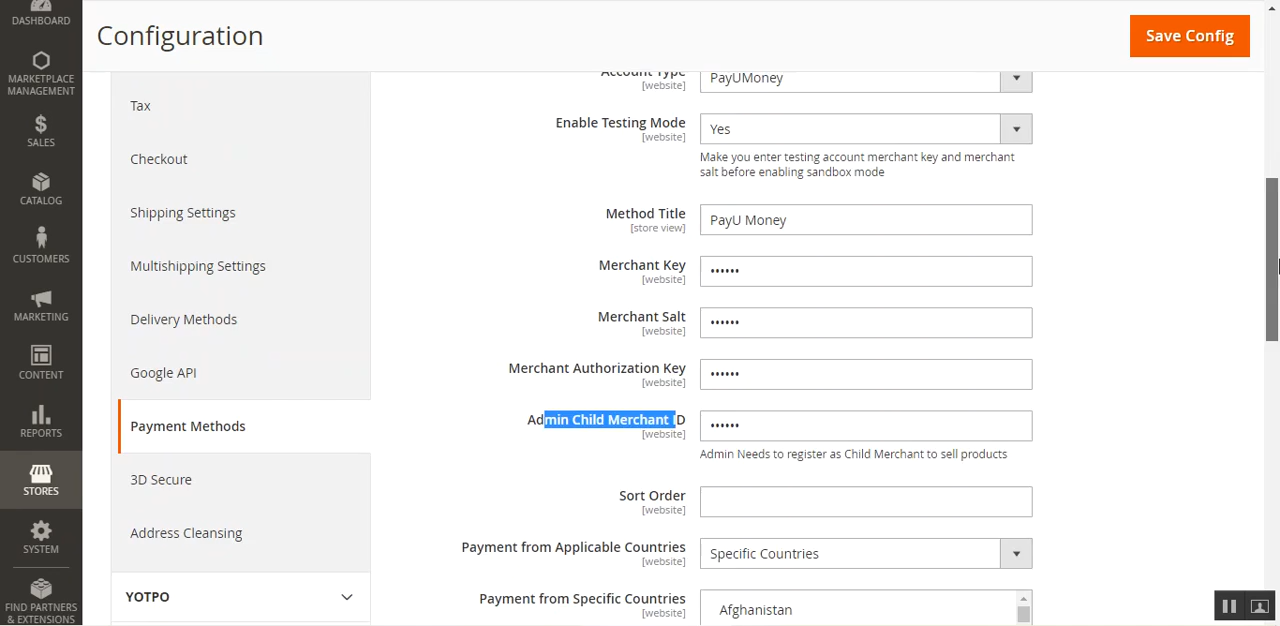 DASHBOARD
MARKETPLACE
MANAGEMENT
SALES
CATALOG
CUSTOMERS
MARKETING
CONTENT
REPORTS
STORES
SYSTEM
FIND PARTNERS
& EXTENSIONS
Configuration
Save Config
Tax
Checkout
Shipping Settings
Multishipping Settings
Delivery Methods
Google API
Payment Methods
3D Secure
Address Cleansing
YOTPO
Account Type
[website]
PayUMoney
Enable Testing Mode
[website]
Yes
Make you enter testing account merchant key and merchant
salt before enabling sandbox mode
Method Title
[store view]
PayU Money
Merchant Key
[website]
••••••
Merchant Salt
[website]
••••••
Merchant Authorization Key
[website]
••••••
Admin Child Merchant ID
[website]
••••••
Admin Needs to register as Child Merchant to sell products
Sort Order
[website]
Payment from Applicable Countries
[website]
Specific Countries
Payment from Specific Countries
[website]
Afghanistan